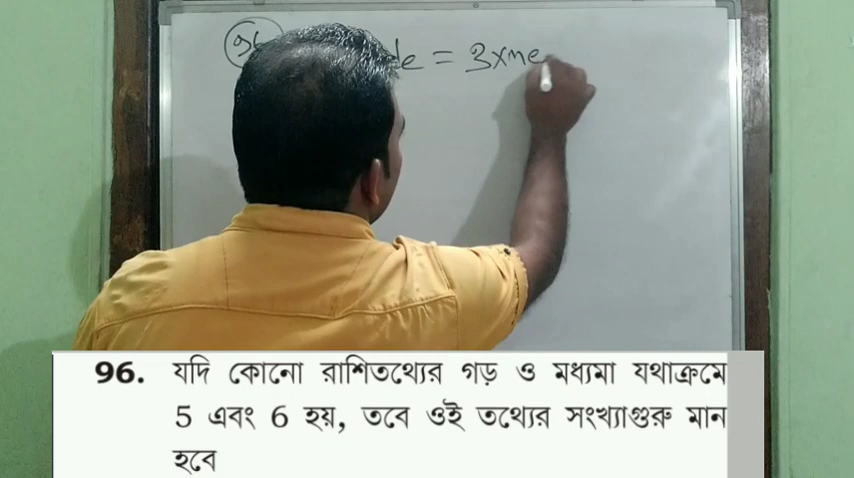 96 de = 3xme
96. যদি কোনো রাশিতথ্যের গড় ও মধ্যমা যথাক্রমে
5 এবং 6 হয়, তবে ওই তথ্যের সংখ্যাগুরু মান
হবে